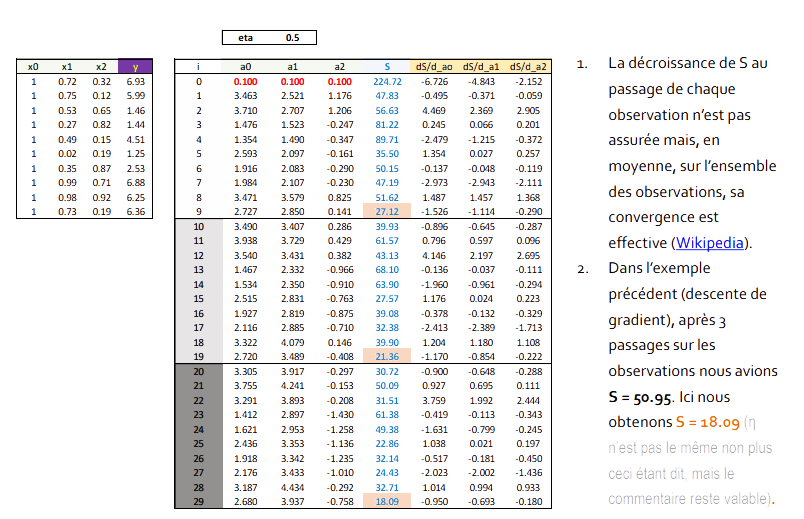 eta 0.5
x0 x1 x2 y
1 0.72 0.32 6.93
1 0.75 0.12 5.99
1 0.53 0.65 1.46
1 0.27 0.82 1.44
1 0.49 0.15 4.51
1 0.02 0.19 1.25
1 0.35 0.87 2.53
1 0.99 0.71 6.88
1 0.98 0.92 6.25
1 0.73 0.19 6.36
i a0 a1 a2 S dS/d_ao dS/d_a1 dS/d_a2
0 0.100 0.100 0.100 224.72 -6.726 -4.843 -2.152
1 3.463 2.521 1.176 47.83 -0.495 -0.371 -0.059
2 3.710 2.707 1.206 56.63 4.469 2.369 2.905
3 1.476 1.523 -0.247 81.22 0.245 0.066 0.201
4 1.354 1.490 -0.347 89.71 -2.479 -1.215 -0.372
5 2.593 2.097 -0.161 35.50 1.354 0.027 0.257
6 1.916 2.083 -0.290 50.15 -0.137 -0.048 -0.119
7 1.984 2.107 -0.230 47.19 -2.973 -2.943 -2.111
8 3.471 3.579 0.825 51.62 1.487 1.457 1.368
9 2.727 2.850 0.141 27.12 -1.526 -1.114 -0.290
10 3.490 3.407 0.286 39.93 -0.896 -0.645 -0.287
11 3.938 3.729 0.429 61.57 0.796 0.597 0.096
12 3.540 3.431 0.382 43.13 4.146 2.197 2.695
13 1.467 2.332 -0.966 68.10 -0.136 -0.037 -0.111
14 1.534 2.350 -0.910 63.90 -1.960 -0.961 -0.294
15 2.515 2.831 -0.763 27.57 1.176 0.024 0.223
16 1.927 2.819 -0.875 39.08 -0.378 -0.132 -0.329
17 2.116 2.885 -0.710 32.38 -2.413 -2.389 -1.713
18 3.322 4.079 0.146 39.90 1.204 1.180 1.108
19 2.720 3.489 -0.408 21.36 -1.170 -0.854 -0.222
20 3.305 3.917 -0.297 30.72 -0.900 -0.648 -0.288
21 3.755 4.241 -0.153 50.09 0.927 0.695 0.111
22 3.291 3.893 -0.208 31.51 3.759 1.992 2.444
23 1.412 2.897 -1.430 61.38 -0.419 -0.113 -0.343
24 1.621 2.953 -1.258 49.38 -1.631 -0.799 -0.245
25 2.436 3.353 -1.136 22.86 1.038 0.021 0.197
26 1.918 3.342 -1.235 32.14 -0.517 -0.181 -0.450
27 2.176 3.433 -1.010 24.43 -2.023 -2.002 -1.436
28 3.187 4.434 -0.292 32.71 1.014 0.994 0.933
29 2.680 3.937 -0.758 18.09 -0.950 -0.693 -0.180
1. La décroissance de S au
passage de chaque
observation n'est pas
assurée mais, en
moyenne, sur l'ensemble
des observations, sa
convergence est
effective (Wikipedia).
2. Dans l'exemple
précédent (descente de
gradient), après 3
passages sur les
observations nous avions
S = 50.95. Ici nous
obtenons S = 18.09 (η
n'est pas le même non plus
ceci étant dit, mais le
commentaire reste valable).